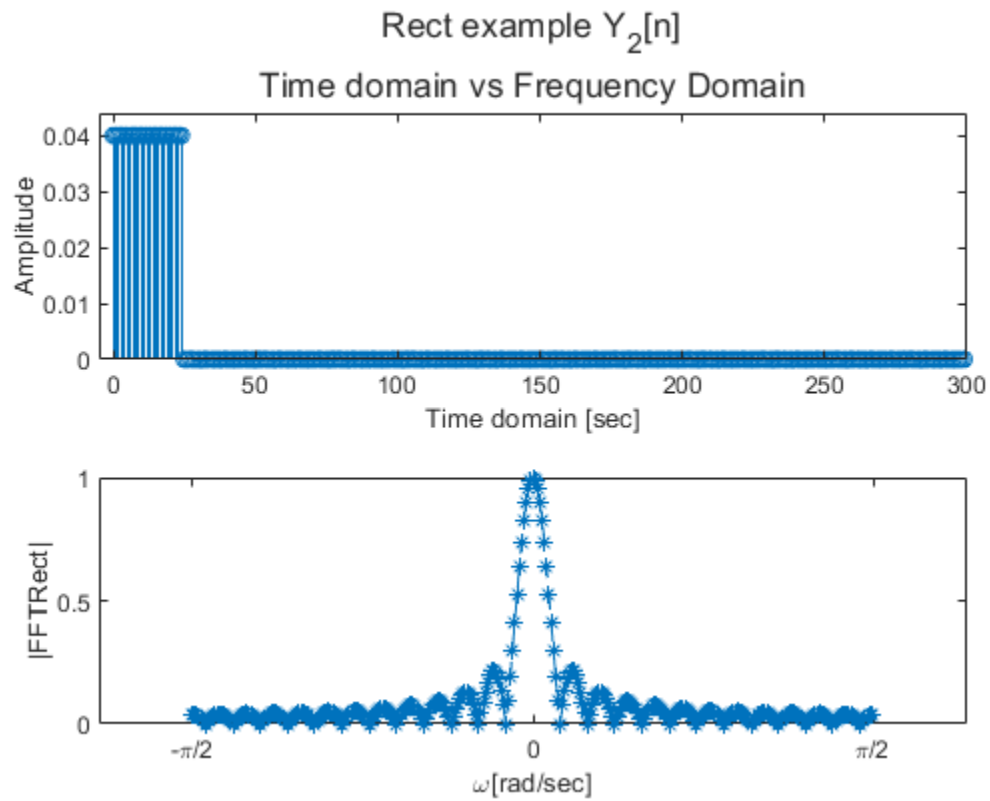 Rect example Y2[n]
Time domain vs Frequency Domain
0.04
0.03
0.02
0.01
0
Amplitude
0 50 100 150 200 250 300
Time domain [sec]
1
0.5
0
|FFTRect|
-π/2 0 π/2
ω[rad/sec]